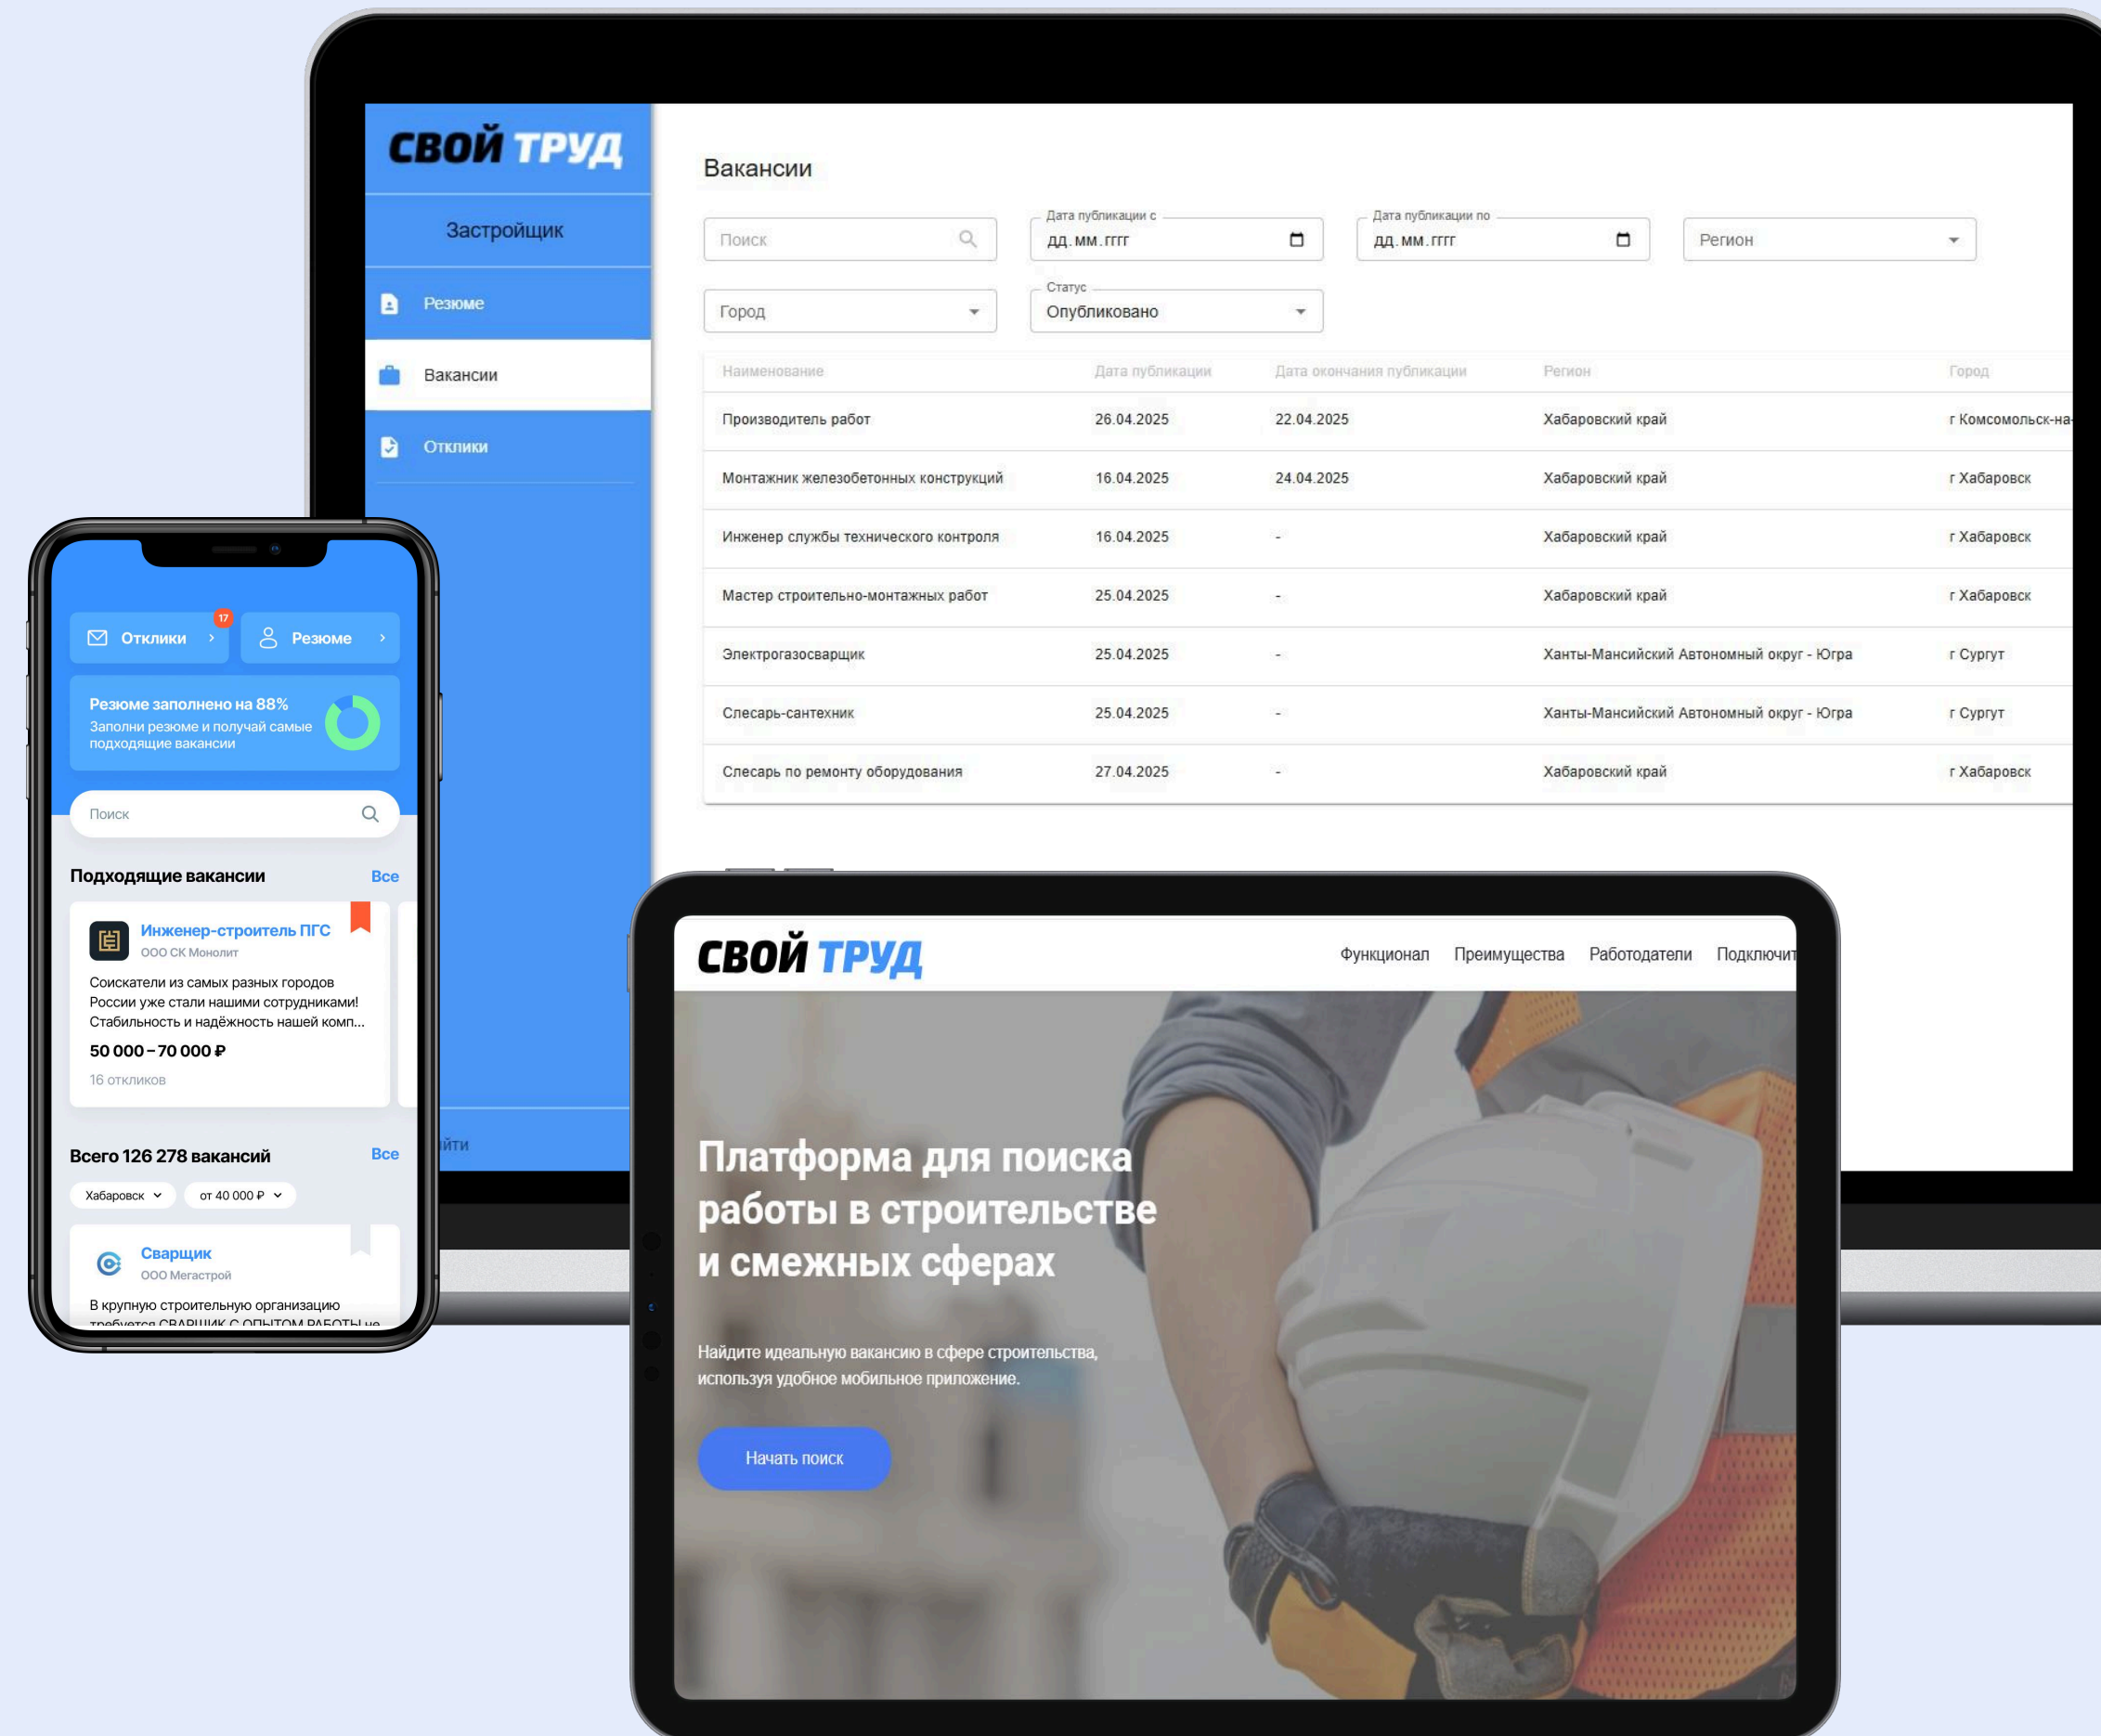 СВОЙ ТРУД
Застройщик
Резюме
Вакансии
Отклики
Вакансии
Поиск
Дата публикации с
дд.мм.гггг
Дата публикации по
дд.мм.гггг
Регион
Город
Статус
Опубликовано
Наименование Дата публикации Дата окончания публикации Регион Город
Производитель работ 26.04.2025 22.04.2025 Хабаровский край г Комсомольск-на-
Монтажник железобетонных конструкций 16.04.2025 24.04.2025 Хабаровский край г Хабаровск
Инженер службы технического контроля 16.04.2025 - Хабаровский край г Хабаровск
Мастер строительно-монтажных работ 25.04.2025 - Хабаровский край г Хабаровск
Электрогазосварщик 25.04.2025 - Ханты-Мансийский Автономный округ - Югра г Сургут
Слесарь-сантехник 25.04.2025 - Ханты-Мансийский Автономный округ - Югра г Сургут
Слесарь по ремонту оборудования 27.04.2025 - Хабаровский край г Хабаровск
Отклики 17 Резюме
Резюме заполнено на 88%
Заполни резюме и получай самые
подходящие вакансии
Поиск
Подходящие вакансии Все
Инженер-строитель ПГС
ООО СК Монолит
Соискатели из самых разных городов
России уже стали нашими сотрудниками!
Стабильность и надёжность нашей комп...
50 000 – 70 000 ₽
16 откликов
Всего 126 278 вакансий Все
Хабаровск от 40 000 ₽
Сварщик
ООО Мегастрой
В крупную строительную организацию
требуется СВАРЩИК С ОПЫТОМ РАБОТЫ не
СВОЙ ТРУД
Функционал Преимущества Работодатели Подключит
Платформа для поиска
работы в строительстве
и смежных сферах
Найдите идеальную вакансию в сфере строительства,
используя удобное мобильное приложение.
Начать поиск